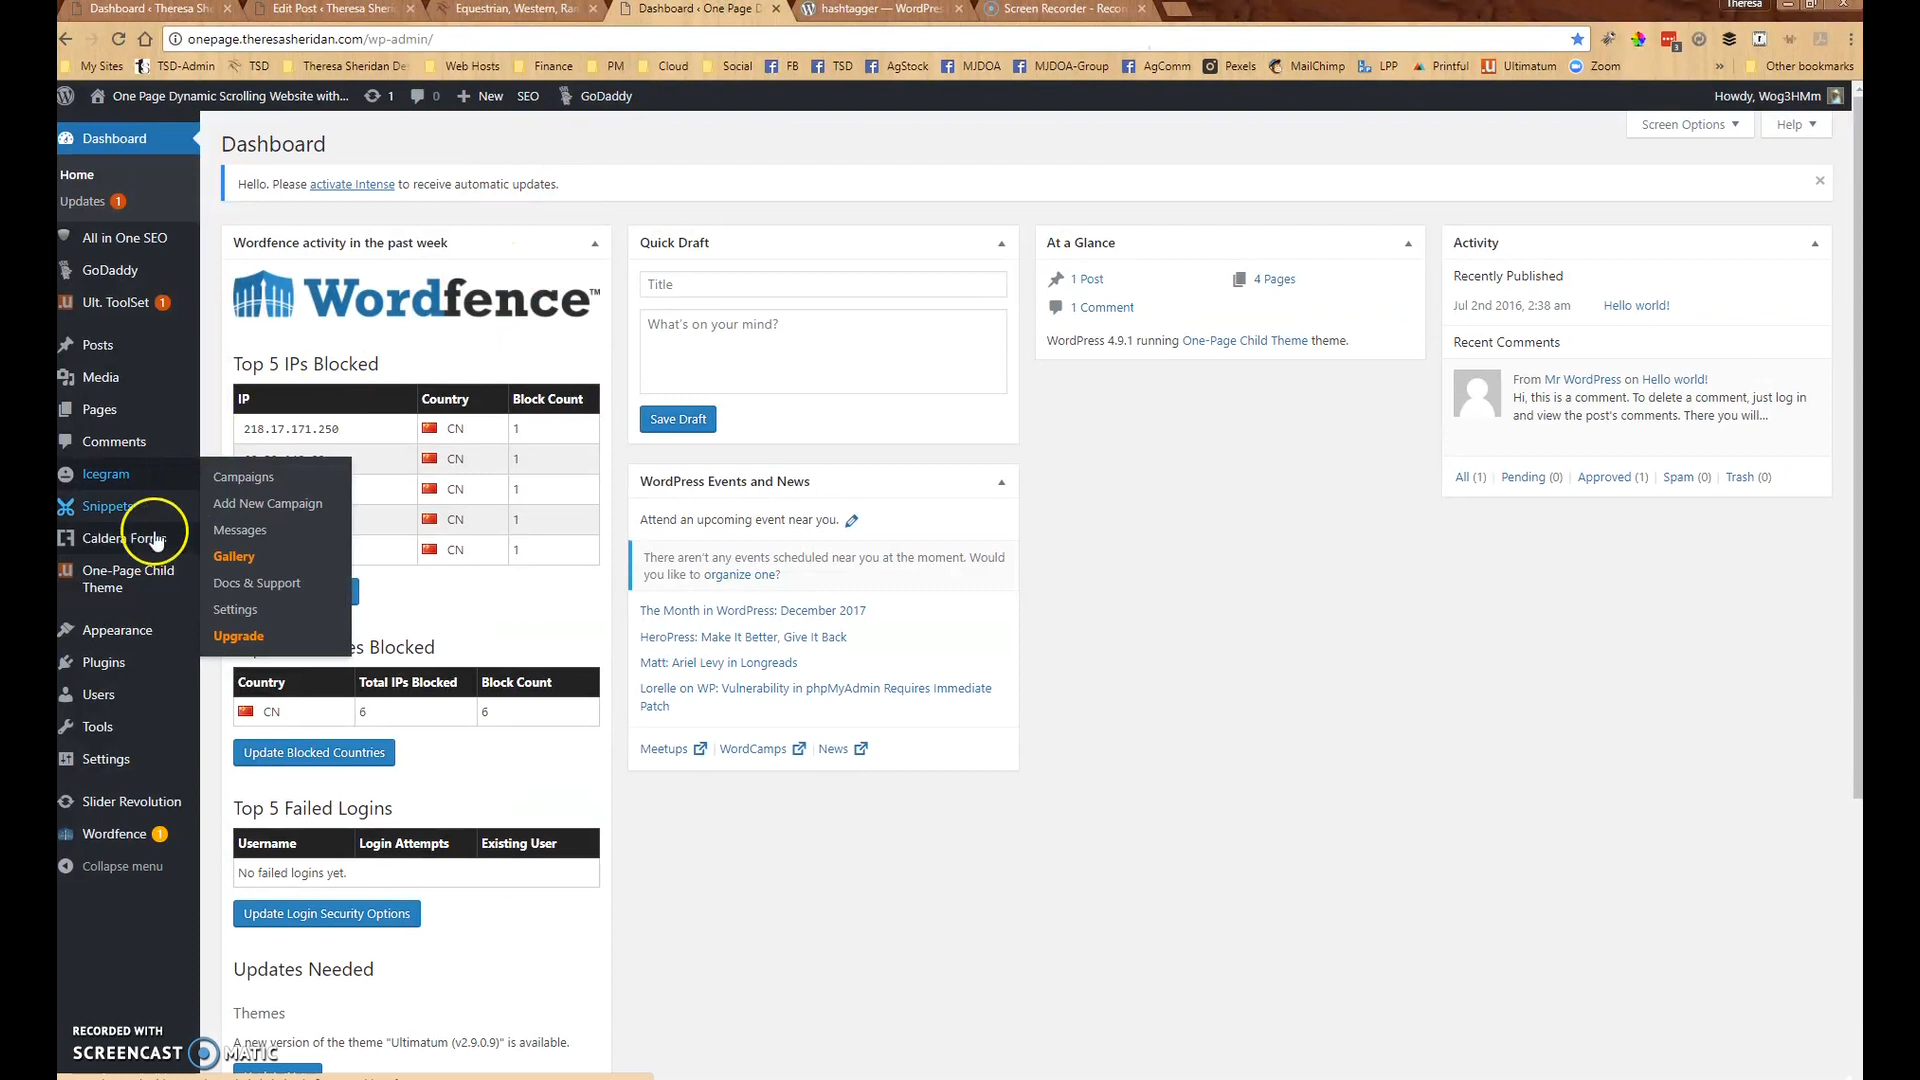 Dashboard ‹ Theresa Sh
Edit Post ‹ Theresa Sheri
Equestrian, Western, Ra
Dashboard ‹ One Page D
hashtagger — WordPres
Screen Recorder - Reco
Theresa
onepage.theresasheridan.com/wp-admin/
3
My Sites
TSD-Admin
TSD
Theresa Sheridan De
Web Hosts
Finance
PM
Cloud
Social
FB
TSD
AgStock
MJDOA
MJDOA-Group
AgComm
Pexels
MailChimp
LPP
Printful
Ultimatum
Zoom
»
Other bookmarks
One Page Dynamic Scrolling Website with...
1
0
New
SEO
GoDaddy
Howdy, Wog3HMm
Dashboard
Home
Updates 1
All in One SEO
GoDaddy
Ult. ToolSet 1
Posts
Media
Pages
Comments
Icegram
Snippets
Caldera Forms
One-Page Child
Theme
Appearance
Plugins
Users
Tools
Settings
Slider Revolution
Wordfence 1
Collapse menu
Campaigns
Add New Campaign
Messages
Gallery
Docs & Support
Settings
Upgrade
Dashboard
Screen Options
Help
Hello. Please activate Intense to receive automatic updates.
Wordfence activity in the past week
Wordfence™
Top 5 IPs Blocked
IP Country Block Count
218.17.171.250 CN 1
CN 1
CN 1
CN 1
CN 1
es Blocked
Country Total IPs Blocked Block Count
CN 6 6
Update Blocked Countries
Top 5 Failed Logins
Username Login Attempts Existing User
No failed logins yet.
Update Login Security Options
Updates Needed
Themes
A new version of the theme "Ultimatum (v2.9.0.9)" is available.
Quick Draft
Title
What's on your mind?
Save Draft
WordPress Events and News
Attend an upcoming event near you.
There aren't any events scheduled near you at the moment. Would
you like to organize one?
The Month in WordPress: December 2017
HeroPress: Make It Better, Give It Back
Matt: Ariel Levy in Longreads
Lorelle on WP: Vulnerability in phpMyAdmin Requires Immediate
Patch
Meetups | WordCamps | News
At a Glance
1 Post
4 Pages
1 Comment
WordPress 4.9.1 running One-Page Child Theme theme.
Activity
Recently Published
Jul 2nd 2016, 2:38 am Hello world!
Recent Comments
From Mr WordPress on Hello world!
Hi, this is a comment. To delete a comment, just log in
and view the post's comments. There you will...
All (1) | Pending (0) | Approved (1) | Spam (0) | Trash (0)
RECORDED WITH
SCREENCAST MATIC